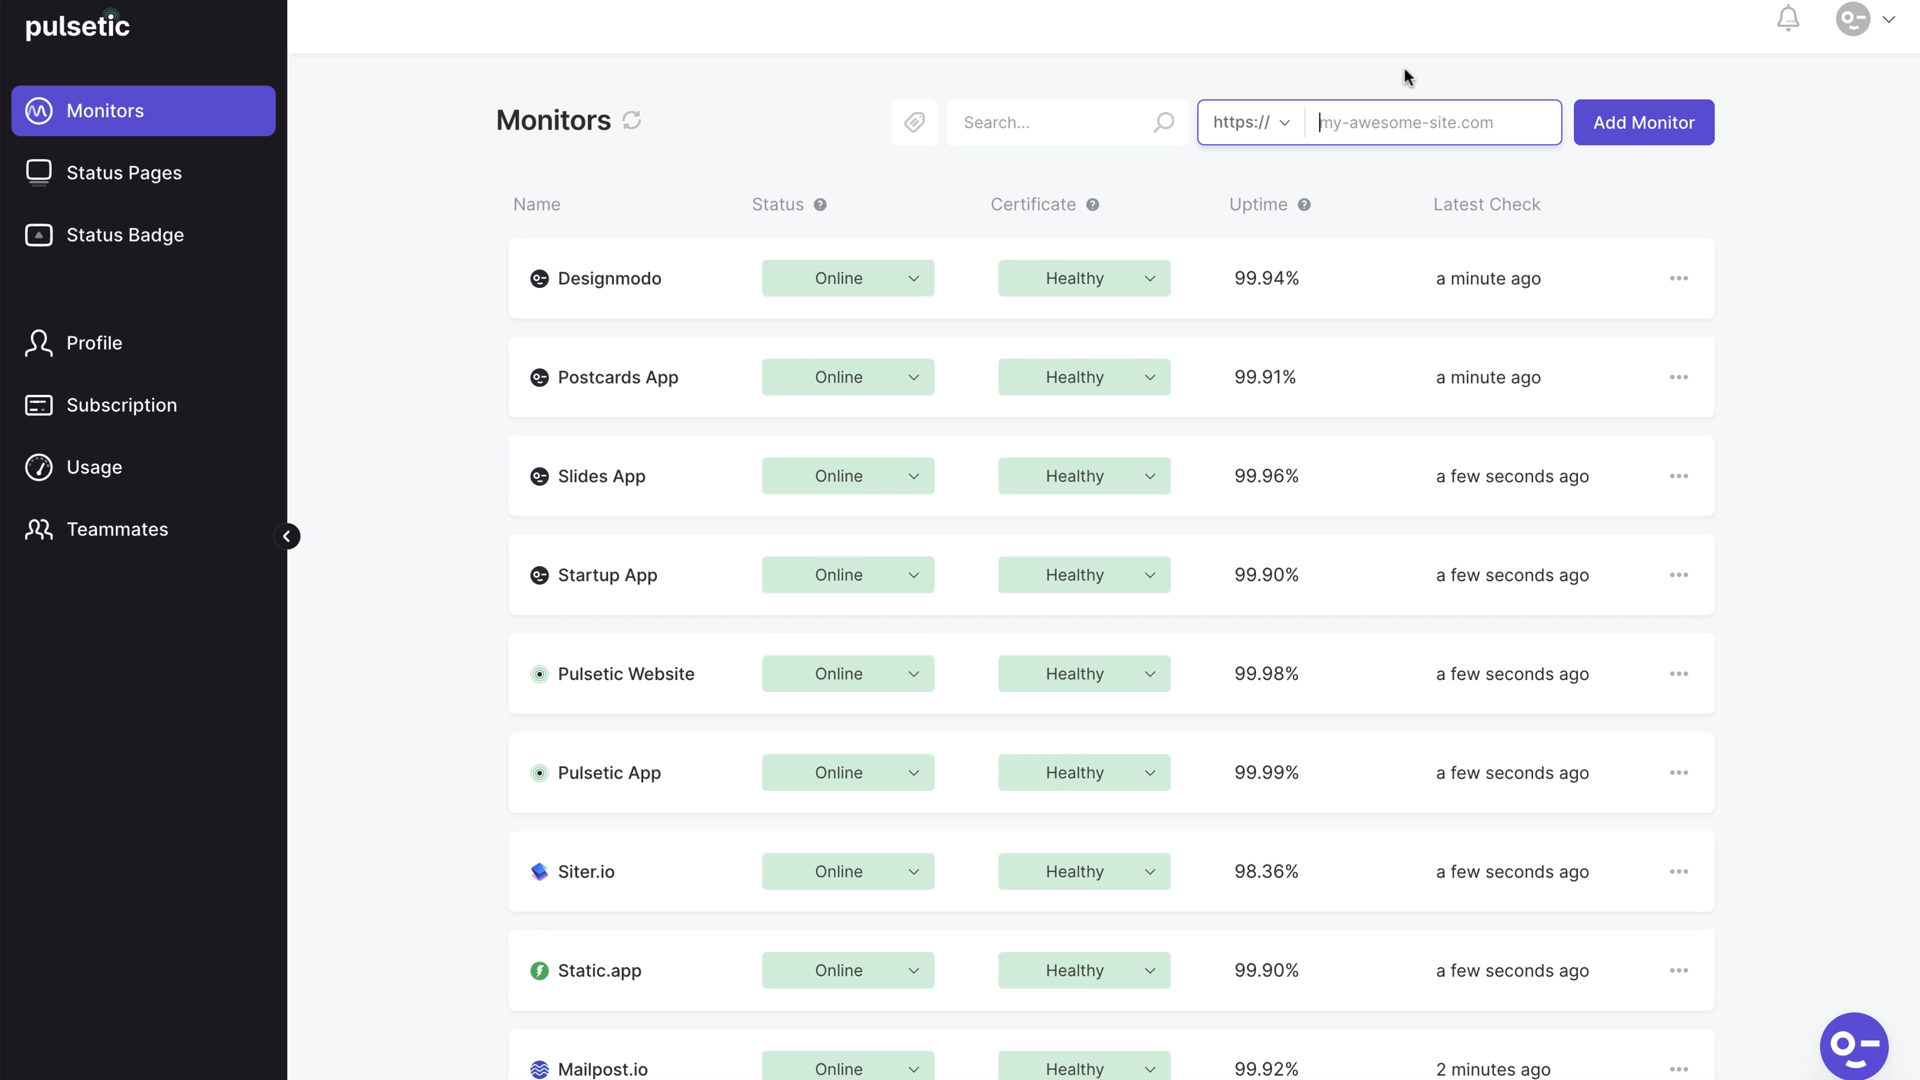 pulsetic
Monitors
Status Pages
Status Badge
Profile
Subscription
Usage
Teammates
Monitors
Search...
https://
my-awesome-site.com
Add Monitor
Name Status ? Certificate ? Uptime ? Latest Check
Designmodo Online Healthy 99.94% a minute ago
Postcards App Online Healthy 99.91% a minute ago
Slides App Online Healthy 99.96% a few seconds ago
Startup App Online Healthy 99.90% a few seconds ago
Pulsetic Website Online Healthy 99.98% a few seconds ago
Pulsetic App Online Healthy 99.99% a few seconds ago
Siter.io Online Healthy 98.36% a few seconds ago
Static.app Online Healthy 99.90% a few seconds ago
Mailpost.io Online Healthy 99.92% 2 minutes ago